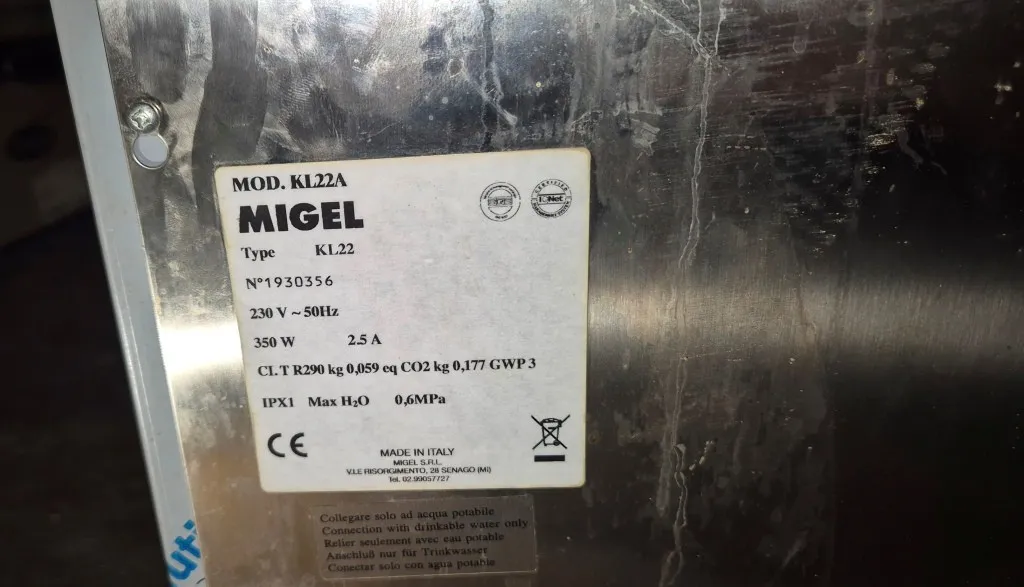 MOD. KL22A
MIGEL
Type KL22
N°1930356
230 V ~ 50Hz
350 W 2.5 A
CI. T R290 kg 0,059 eq CO2 kg 0,177 GWP 3
IPX1 Max H₂O 0,6MPa
CE
MADE IN ITALY
MIGEL S.R.L.
V.LE RISORGIMENTO, 28 SENAGO (MI)
Tel. 02.99057727
Collegare solo ad acqua potabile
Connection with drinkable water only
Relier seulement avec eau potable
Anschluß nur für Trinkwasser
Conectar solo con agua potable